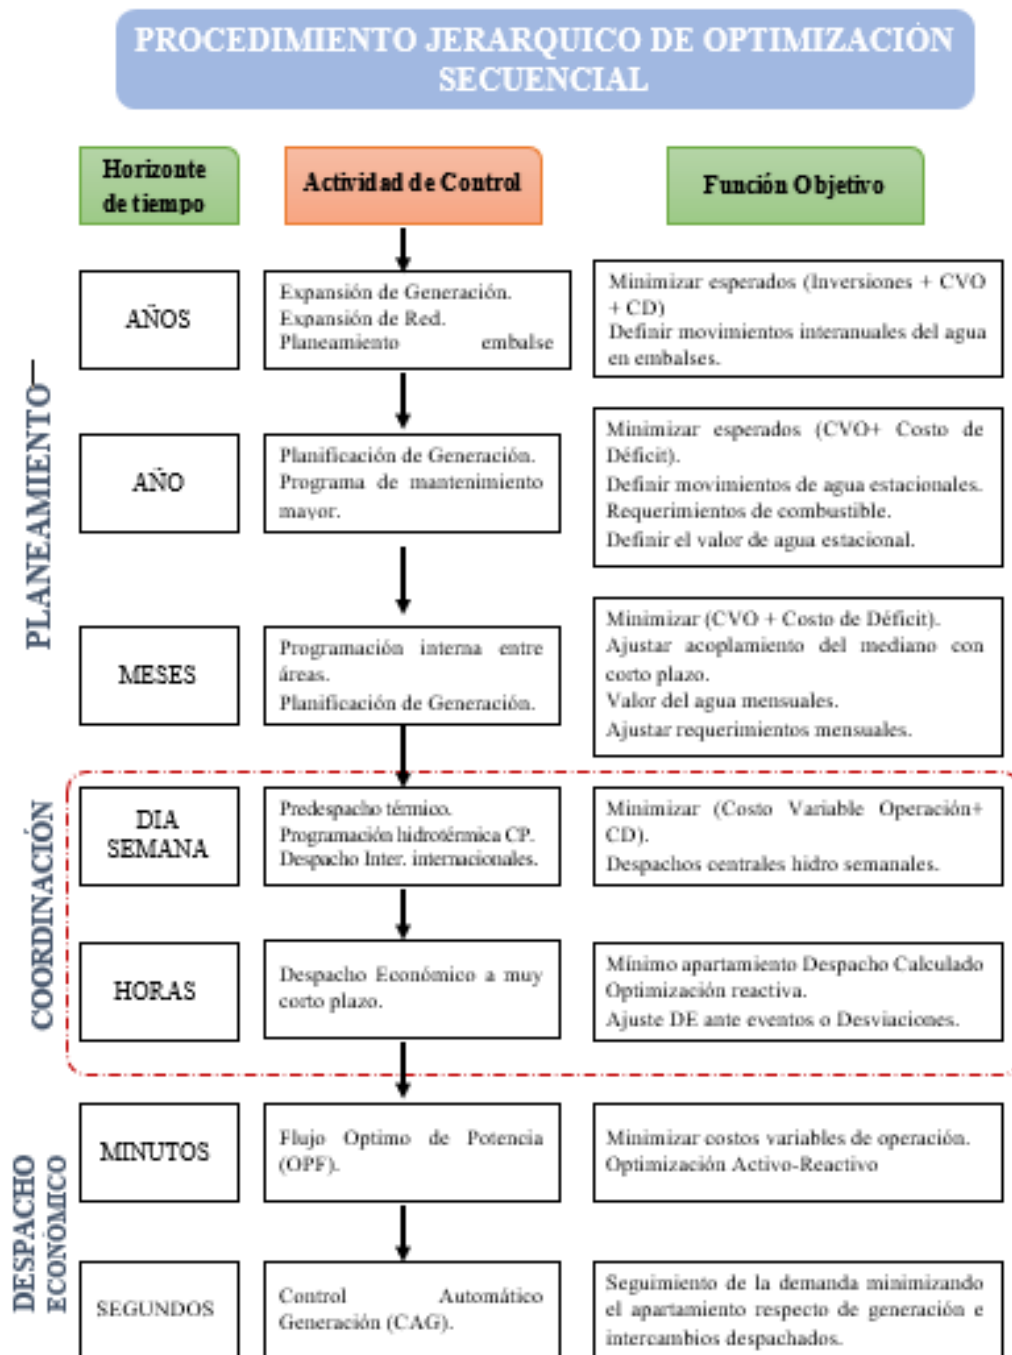 PROCEDIMIENTO JERARQUICO DE OPTIMIZACIÓN
SECUENCIAL
Horizonte
de tiempo
Actividad de Control
Función Objetivo
PLANEAMIENTO
AÑOS
Expansión de Generación.
Expansión de Red.
Planeamiento embalse
Minimizar esperados (Inversiones + CVO
+ CD)
Definir movimientos interanuales del agua
en embalses.
AÑO
Planificación de Generación.
Programa de mantenimiento
mayor.
Minimizar esperados (CVO+ Costo de
Déficit).
Definir movimientos de agua estacionales.
Requerimientos de combustible.
Definir el valor de agua estacional.
MESES
Programación interna entre
áreas.
Planificación de Generación.
Minimizar (CVO + Costo de Déficit).
Ajustar acoplamiento del mediano con
corto plazo.
Valor del agua mensuales.
Ajustar requerimientos mensuales.
COORDINACIÓN
DIA
SEMANA
Predespacho térmico.
Programación hidrotérmica CP.
Despacho Inter. internacionales.
Minimizar (Costo Variable Operación+
CD).
Despachos centrales hidro semanales.
HORAS
Despacho Económico a muy
corto plazo.
Mínimo apartamiento Despacho Calculado
Optimización reactiva.
Ajuste DE ante eventos o Desviaciones.
DESPACHO
ECONÓMICO
MINUTOS
Flujo Optimo de Potencia
(OPF).
Minimizar costos variables de operación.
Optimización Activo-Reactivo
SEGUNDOS
Control Automático
Generación (CAG).
Seguimiento de la demanda minimizando
el apartamiento respecto de generación e
intercambios despachados.